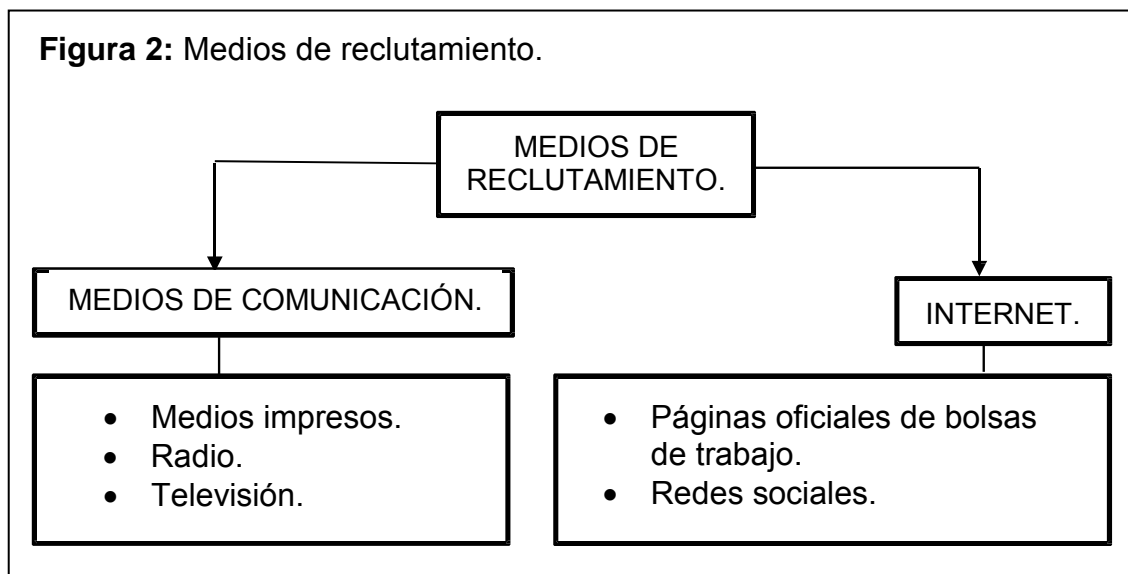 Figura 2: Medios de reclutamiento.
MEDIOS DE
RECLUTAMIENTO.
MEDIOS DE COMUNICACIÓN.
INTERNET.
• Medios impresos.
• Radio.
• Televisión.
• Páginas oficiales de bolsas
de trabajo.
• Redes sociales.